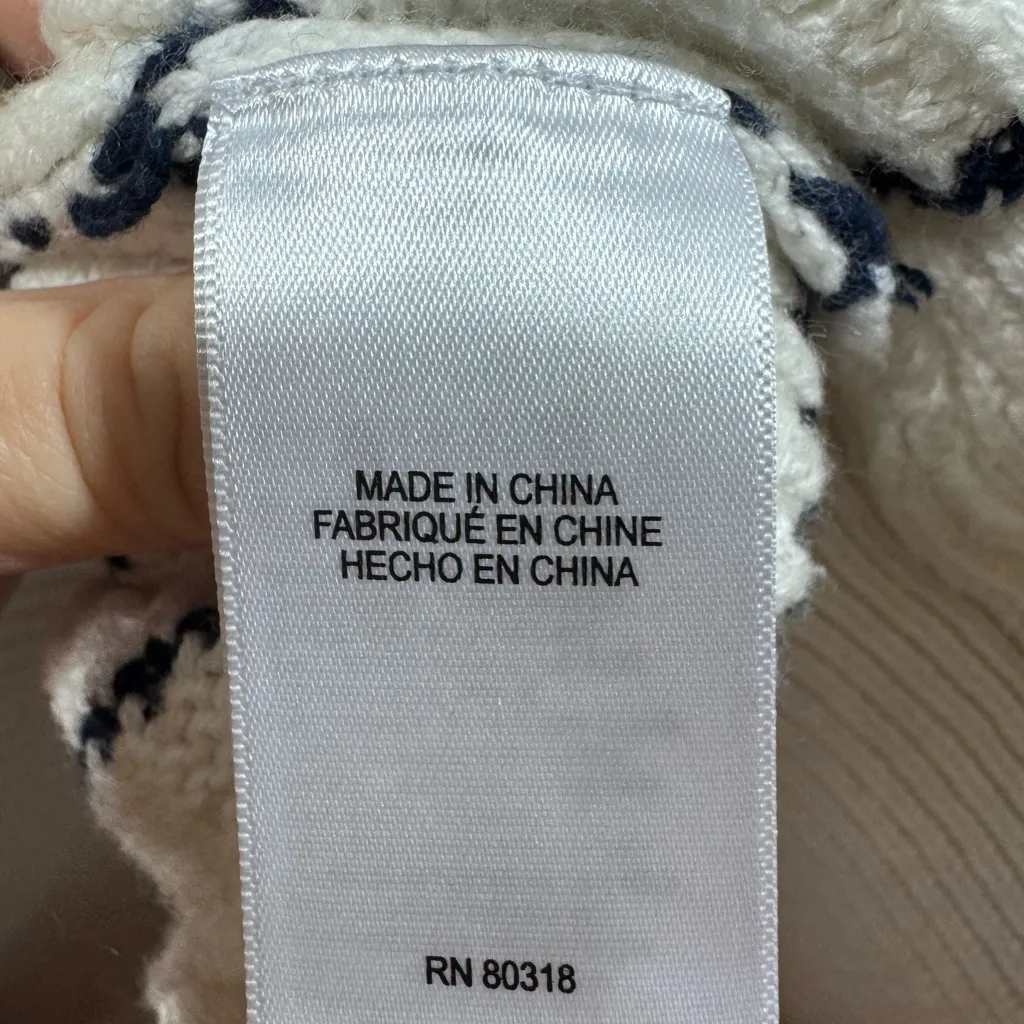 MADE IN CHINA
FABRIQUÉ EN CHINE
HECHO EN CHINA
RN 80318